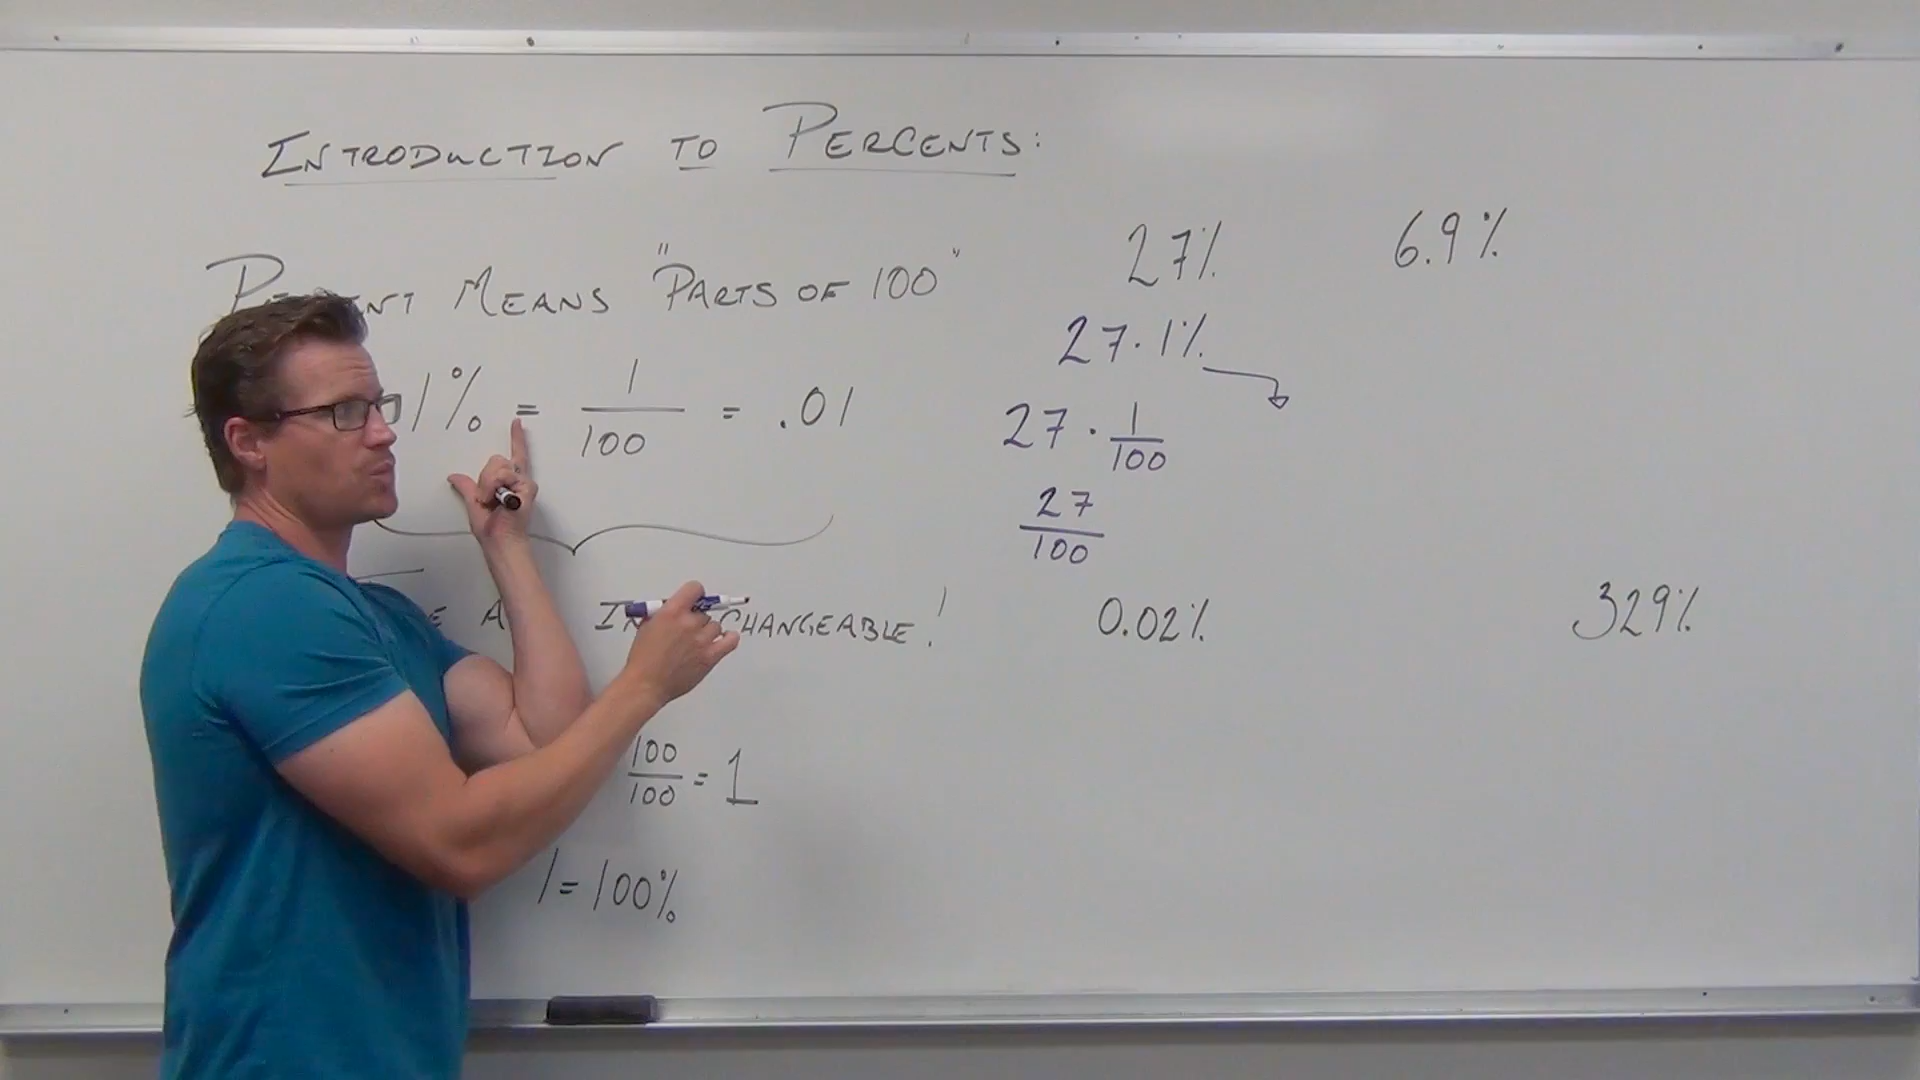 INTRODUCTION TO PERCENTS:
MEANS "PARTS OF 100"
1% = 1/100 = .01
INTERCHANGEABLE!
100/100 = 1
1 = 100%
27%
27 · 1%
27 · 1/100
27/100
6.9%
0.02%
329%